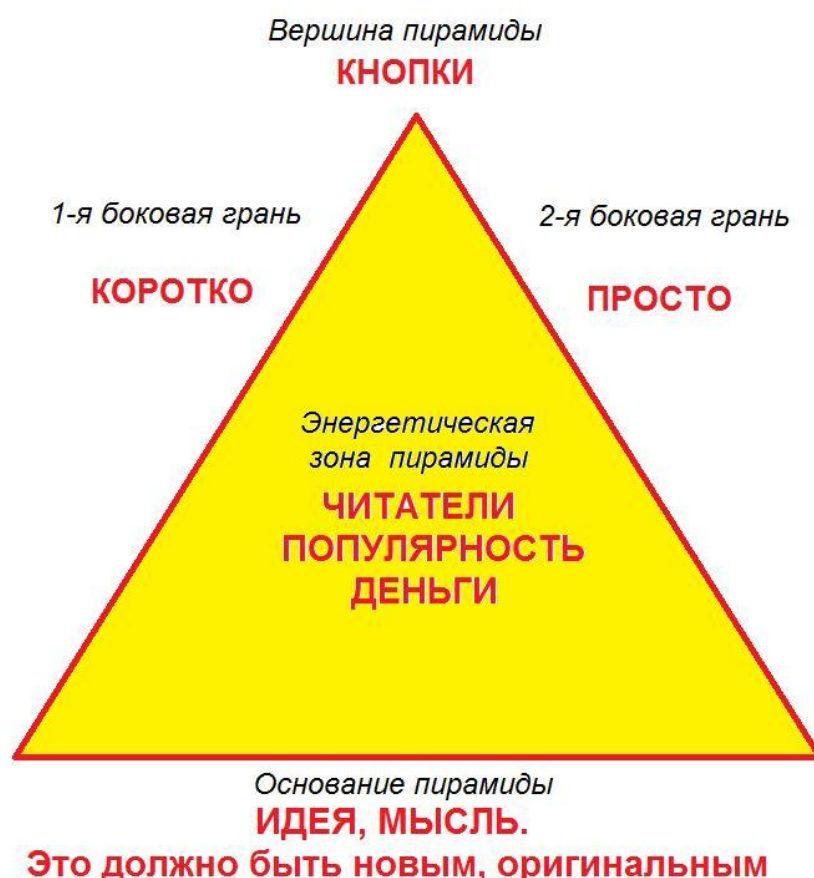 Вершина пирамиды
КНОПКИ
1-я боковая грань
2-я боковая грань
КОРОТКО
ПРОСТО
Энергетическая
зона пирамиды
ЧИТАТЕЛИ
ПОПУЛЯРНОСТЬ
ДЕНЬГИ
Основание пирамиды
ИДЕЯ, МЫСЛЬ.
Это должно быть новым, оригинальным